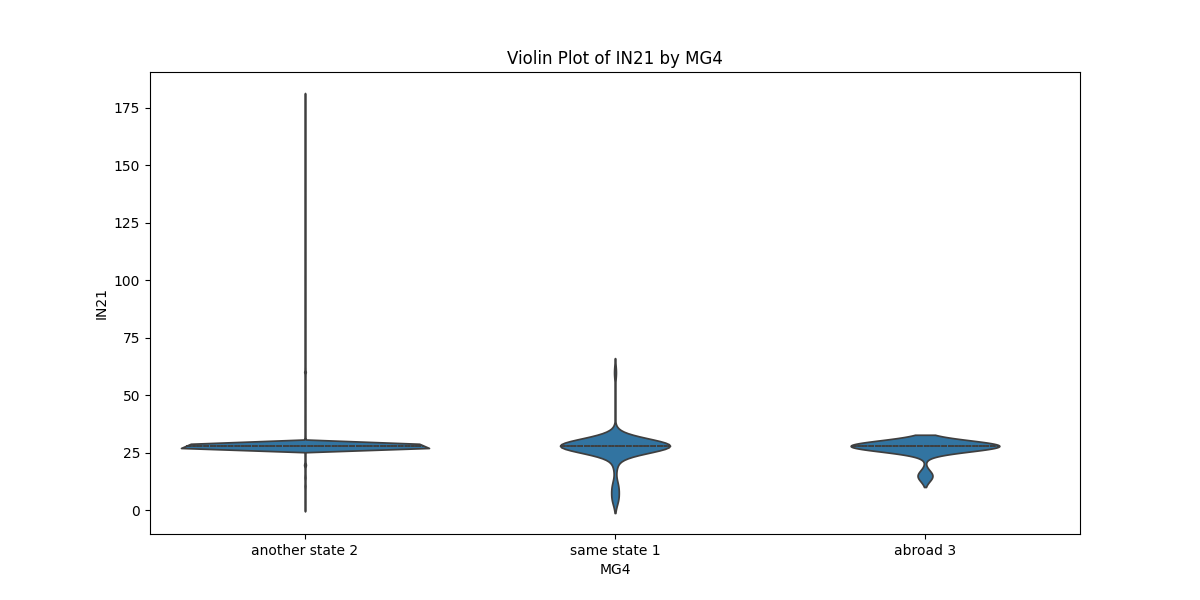 Violin Plot of IN21 by MG4
175
150
125
100
75
50
25
0
IN21
another state 2
same state 1
abroad 3
MG4